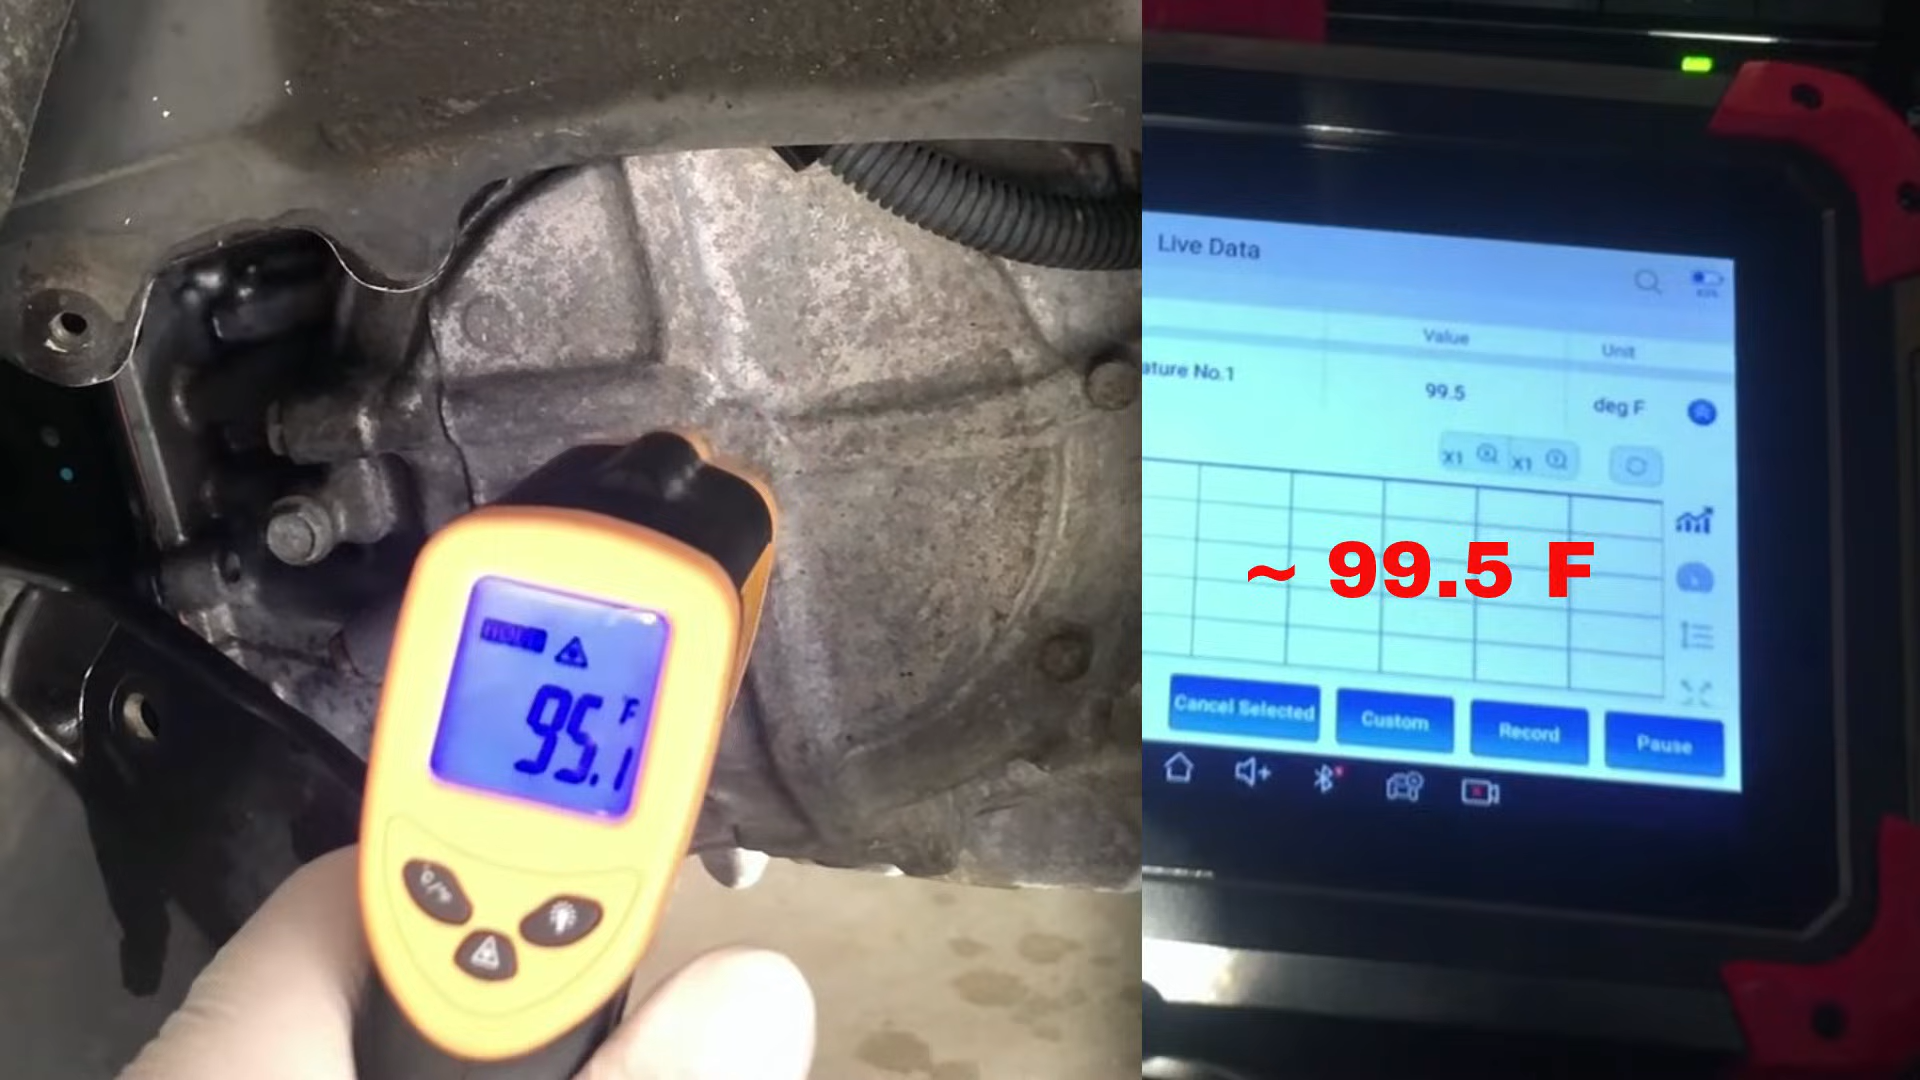 F
95.1
°C/°F
Live Data
Value
Unit
ature No.1
99.5
deg F
X1
X1
~ 99.5 F
Cancel Selected
Custom
Record
Pause